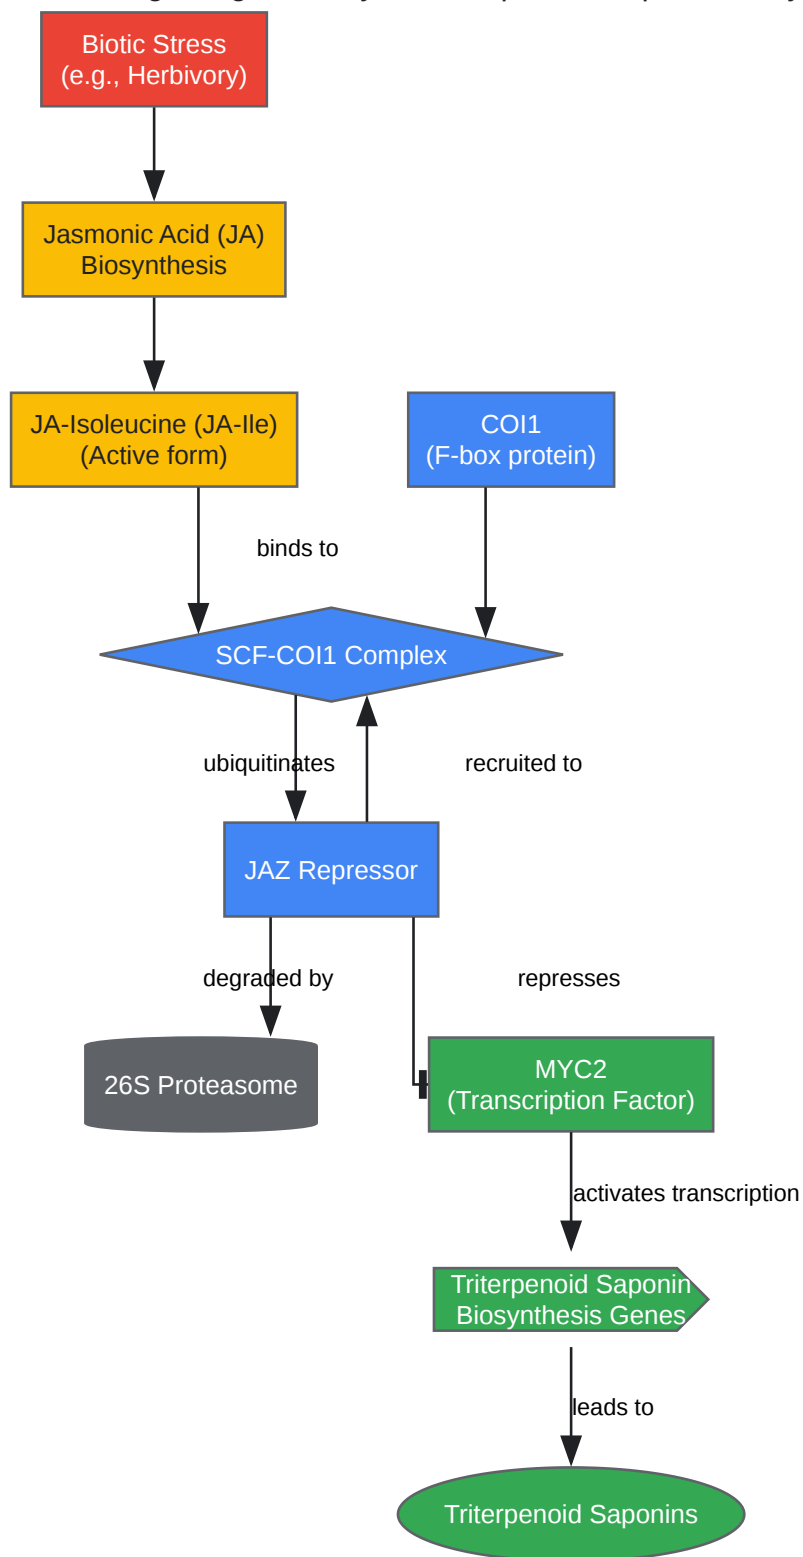 Biotic Stress
(e.g., Herbivory)
Jasmonic Acid (JA)
Biosynthesis
JA-Isoleucine (JA-Ile)
(Active form)
COI1
(F-box protein)
binds to
SCF-COI1 Complex
ubiquitinates
recruited to
JAZ Repressor
degraded by
represses
26S Proteasome
MYC2
(Transcription Factor)
activates transcription
Triterpenoid Saponin
Biosynthesis Genes
leads to
Triterpenoid Saponins